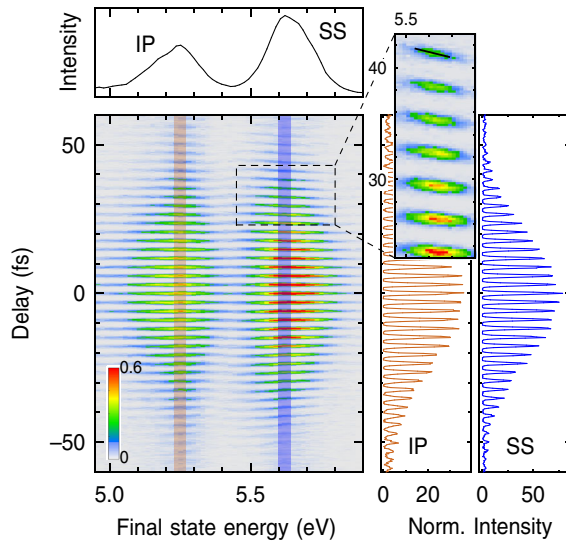 Intensity
IP
SS
5.5
40
30
Delay (fs)
50
0
−50
0.6
0
5.0
5.5
Final state energy (eV)
IP
SS
0
20
0
50
Norm. Intensity